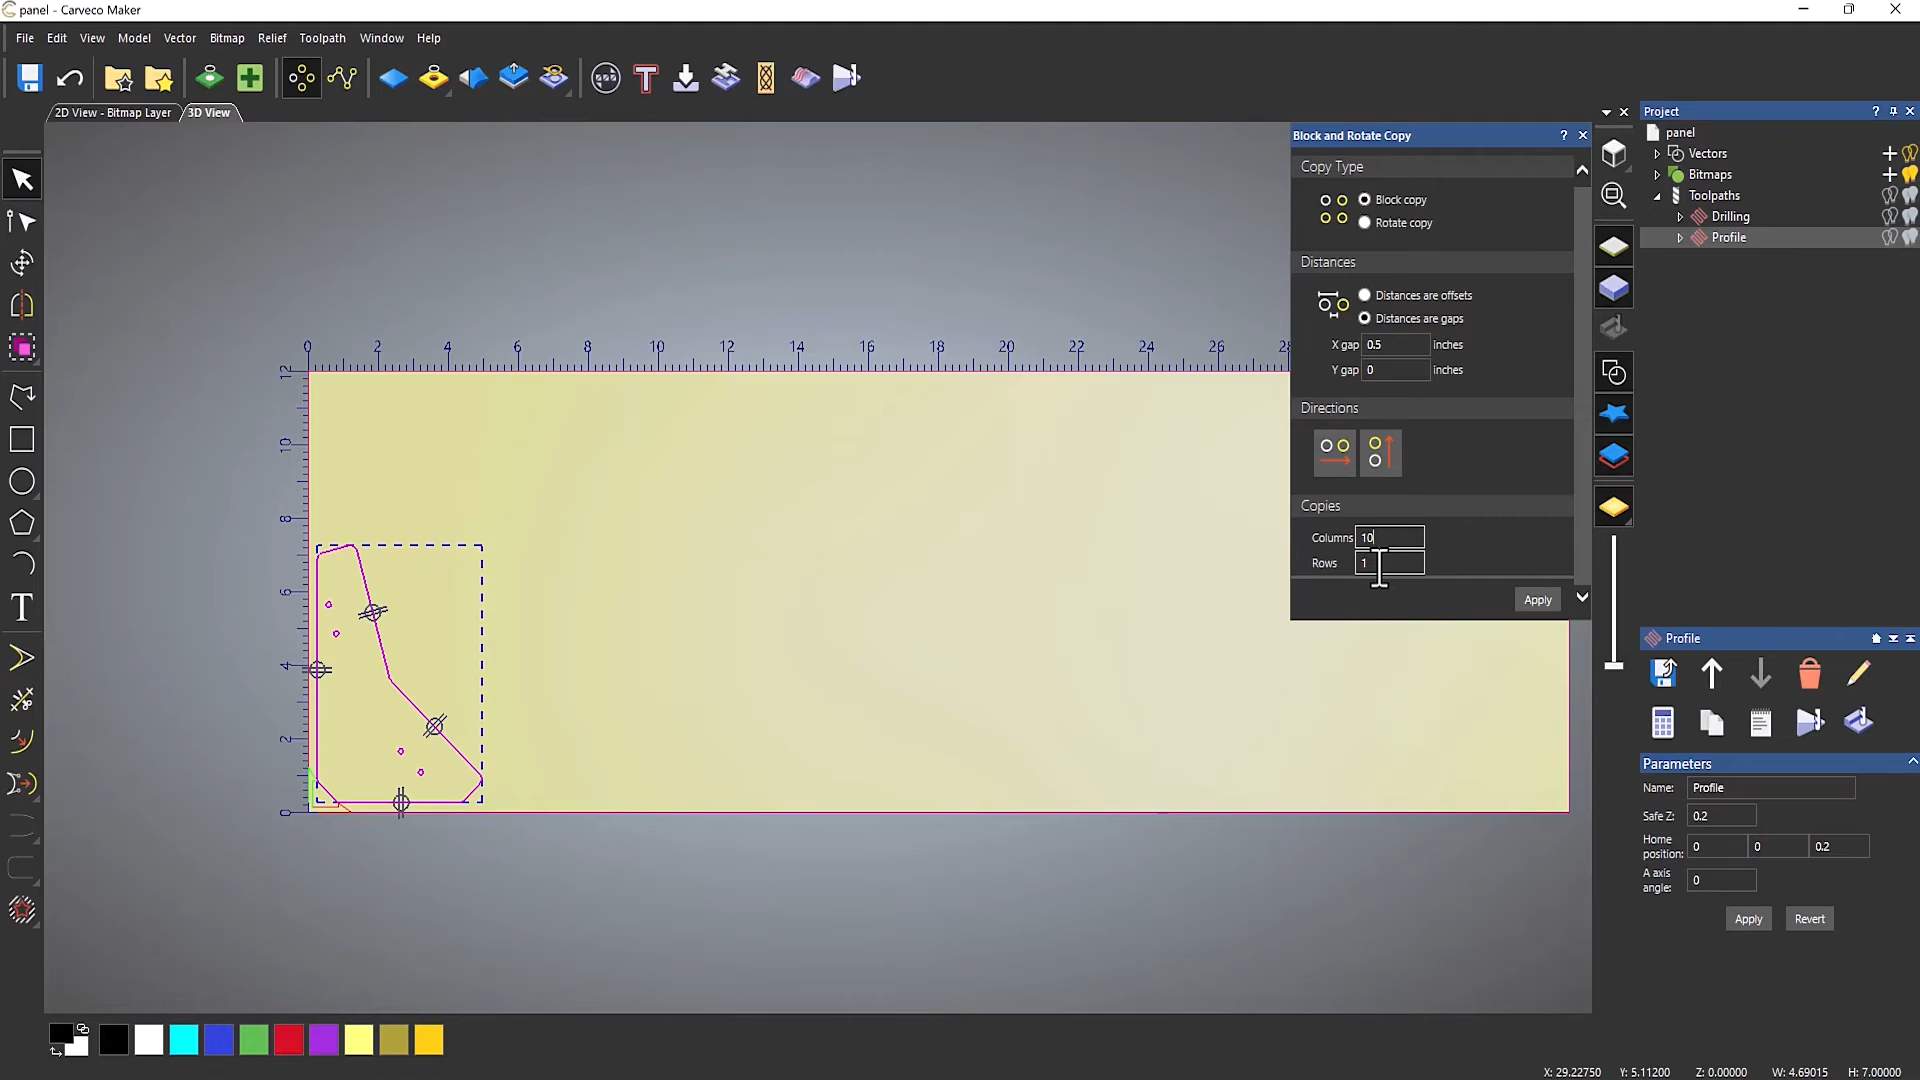 panel - Carveco Maker
File Edit View Model Vector Bitmap Relief Toolpath Window Help
2D View - Bitmap Layer 3D View
Block and Rotate Copy ?
Copy Type
Block copy
Rotate copy
Distances
Distances are offsets
Distances are gaps
X gap 0.5 inches
Y gap 0 inches
Directions
Copies
Columns 10
Rows 1
Apply
0 2 4 6 8 10 12 14 16 18 20 22 24 26 28
12
10
8
6
4
2
0
T
Project ?
panel
Vectors
Bitmaps
Toolpaths
Drilling
Profile
Profile
Parameters
Name: Profile
Safe Z: 0.2
Home position: 0 0 0.2
A axis angle: 0
Apply Revert
X: 29.22750 Y: 5.11200 Z: 0.00000 W: 4.69015 H: 7.00000